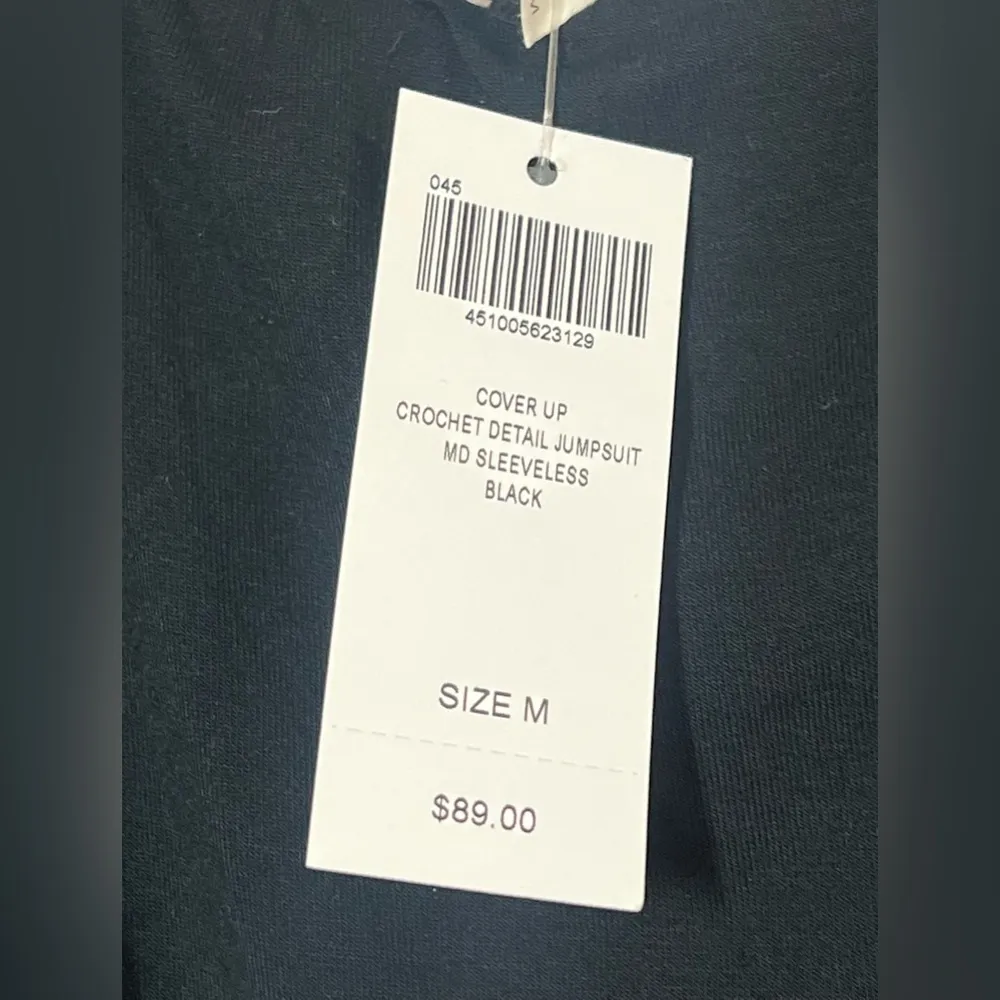 045
451005623129
COVER UP
CROCHET DETAIL JUMPSUIT
MD SLEEVELESS
BLACK
SIZE M
$89.00